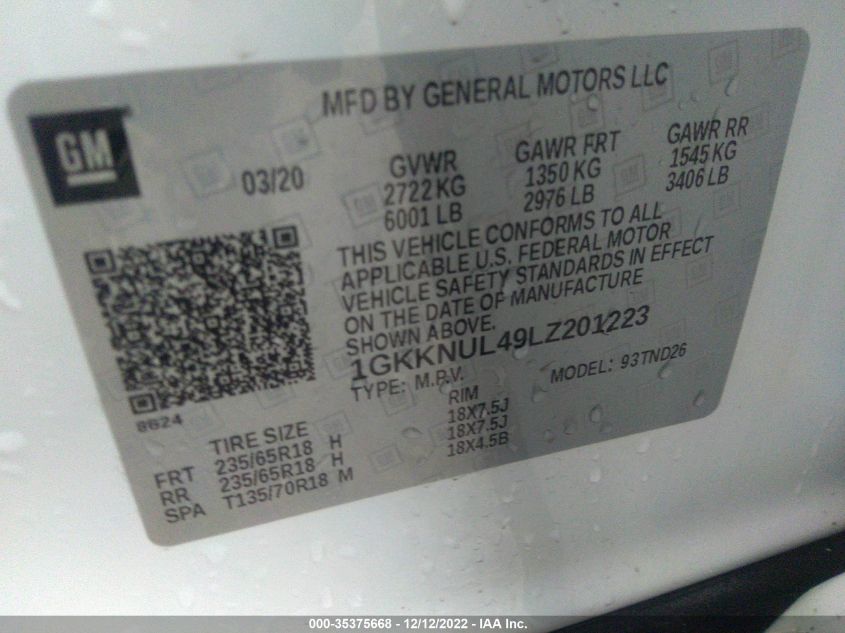 MFD BY GENERAL MOTORS LLC
GM
03/20
GVWR
2722 KG
6001 LB
GAWR FRT
1350 KG
2976 LB
GAWR RR
1545 KG
3406 LB
THIS VEHICLE CONFORMS TO ALL
APPLICABLE U.S. FEDERAL MOTOR
VEHICLE SAFETY STANDARDS IN EFFECT
ON THE DATE OF MANUFACTURE
SHOWN ABOVE.
1GKKNUL49LZ201223
TYPE: M.P.V. MODEL: 93TND26
8624
TIRE SIZE RIM
FRT 235/65R18 H 18X7.5J
RR 235/65R18 H 18X7.5J
SPA T135/70R18 M 18X4.5B
000-35375668 - 12/12/2022 - IAA Inc.